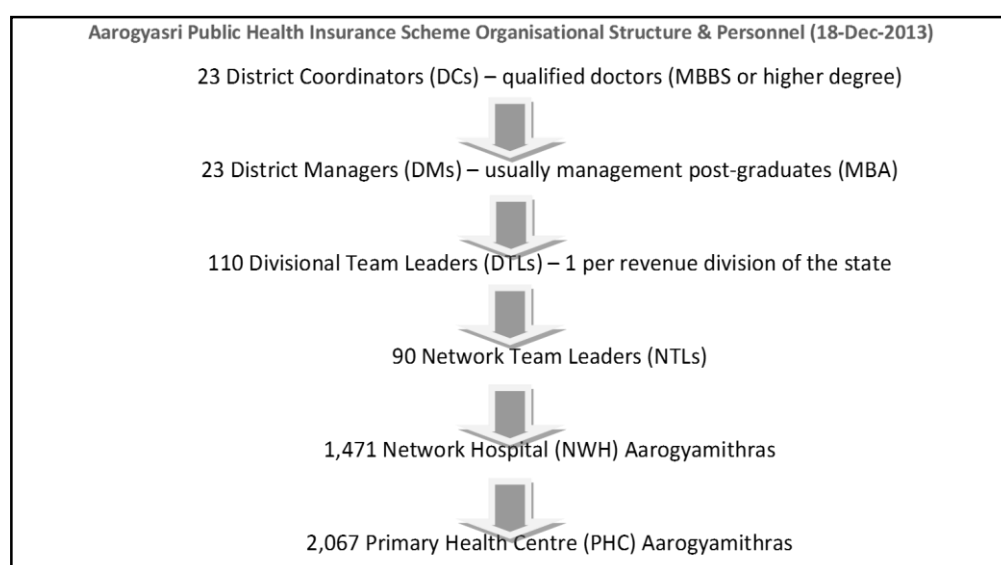 Aarogyasri Public Health Insurance Scheme Organisational Structure & Personnel (18-Dec-2013)
23 District Coordinators (DCs) – qualified doctors (MBBS or higher degree)
23 District Managers (DMs) – usually management post-graduates (MBA)
110 Divisional Team Leaders (DTLs) – 1 per revenue division of the state
90 Network Team Leaders (NTLs)
1,471 Network Hospital (NWH) Aarogyamithras
2,067 Primary Health Centre (PHC) Aarogyamithras